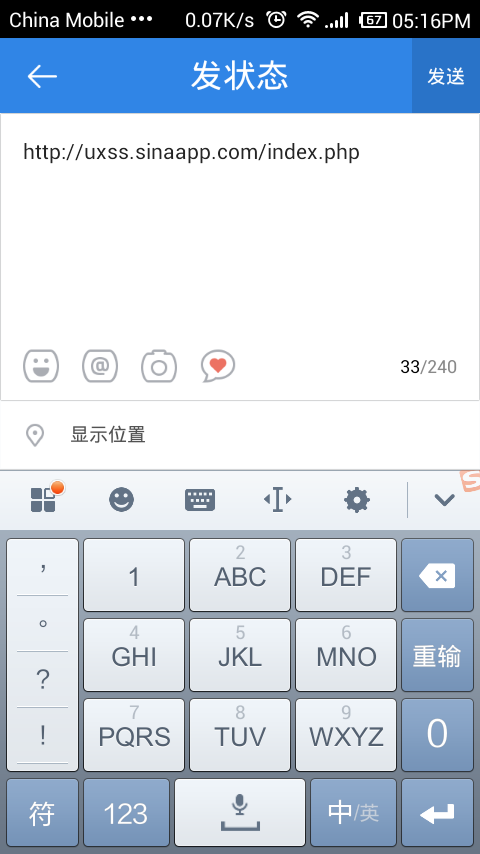 China Mobile ••• 0.07K/s 67 05:16PM
发状态 发送
http://uxss.sinaapp.com/index.php
33/240
显示位置
， 1 2 ABC 3 DEF
。 4 GHI 5 JKL 6 MNO 重输
？ 7 PQRS 8 TUV 9 WXYZ 0
！
符 123 中/英